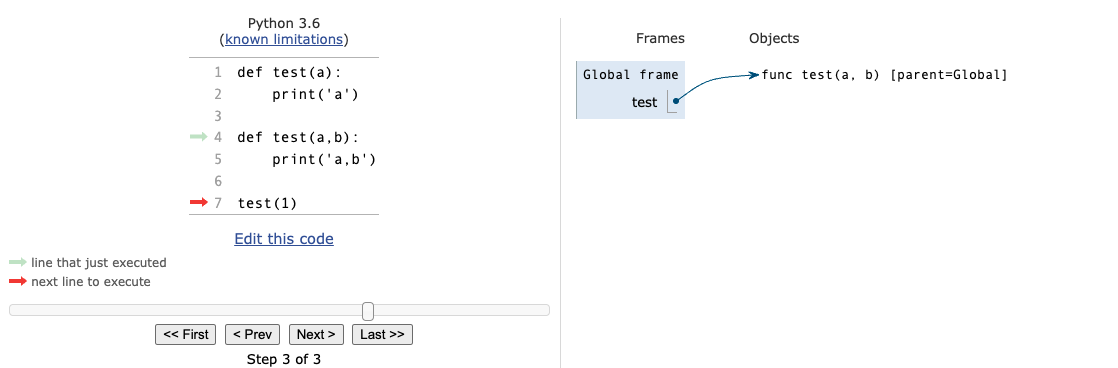 Python 3.6
(known limitations)
1 def test(a):
2     print('a')
3
4 def test(a,b):
5     print('a,b')
6
7 test(1)
Edit this code
line that just executed
next line to execute
<< First < Prev Next > Last >>
Step 3 of 3
Frames Objects
Global frame func test(a, b) [parent=Global]
test